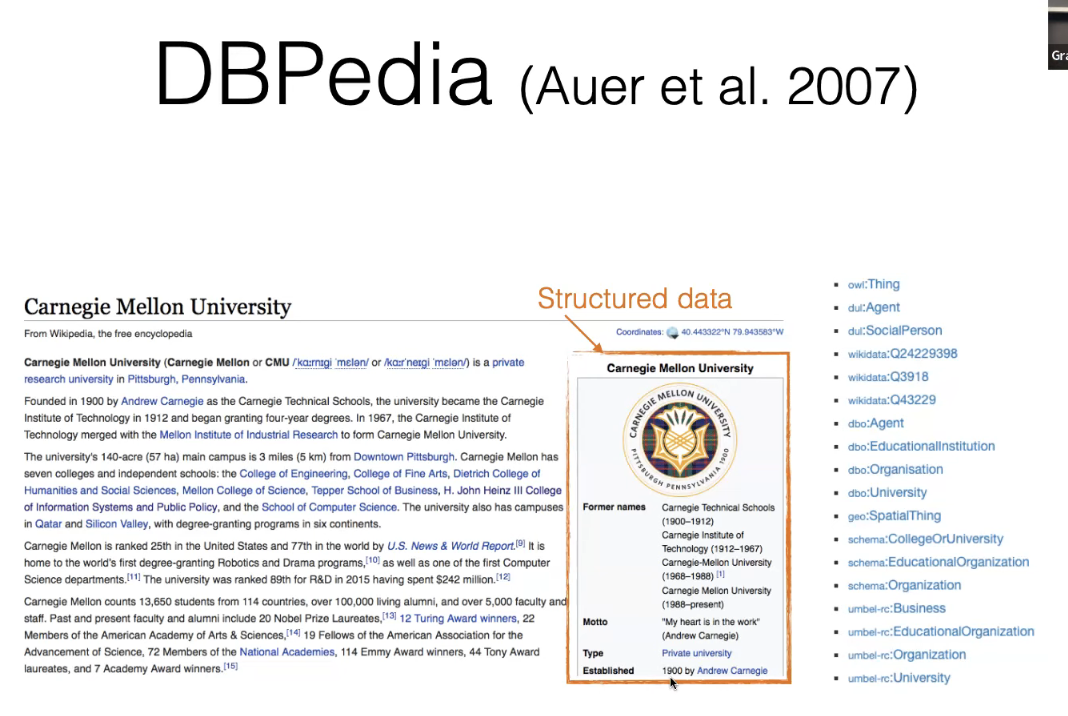 DBPedia (Auer et al. 2007)
Gra
Structured data
Carnegie Mellon University
From Wikipedia, the free encyclopedia
Coordinates: 40.443322°N 79.943583°W
Carnegie Mellon University (Carnegie Mellon or CMU /ˈkɑːrnɪɡi ˈmɛlən/ or /kɑːrˈneɪɡi ˈmɛlən/) is a private
research university in Pittsburgh, Pennsylvania.
Founded in 1900 by Andrew Carnegie as the Carnegie Technical Schools, the university became the Carnegie
Institute of Technology in 1912 and began granting four-year degrees. In 1967, the Carnegie Institute of
Technology merged with the Mellon Institute of Industrial Research to form Carnegie Mellon University.
The university's 140-acre (57 ha) main campus is 3 miles (5 km) from Downtown Pittsburgh. Carnegie Mellon has
seven colleges and independent schools: the College of Engineering, College of Fine Arts, Dietrich College of
Humanities and Social Sciences, Mellon College of Science, Tepper School of Business, H. John Heinz III College
of Information Systems and Public Policy, and the School of Computer Science. The university also has campuses
in Qatar and Silicon Valley, with degree-granting programs in six continents.
Carnegie Mellon is ranked 25th in the United States and 77th in the world by U.S. News & World Report.[9] It is
home to the world's first degree-granting Robotics and Drama programs,[10] as well as one of the first Computer
Science departments.[11] The university was ranked 89th for R&D in 2015 having spent $242 million.[12]
Carnegie Mellon counts 13,650 students from 114 countries, over 100,000 living alumni, and over 5,000 faculty and
staff. Past and present faculty and alumni include 20 Nobel Prize Laureates,[13] 12 Turing Award winners, 22
Members of the American Academy of Arts & Sciences,[14] 19 Fellows of the American Association for the
Advancement of Science, 72 Members of the National Academies, 114 Emmy Award winners, 44 Tony Award
laureates, and 7 Academy Award winners.[15]
Carnegie Mellon University
CARNEGIE MELLON UNIVERSITY
PITTSBURGH, PENNSYLVANIA 1900
Former names Carnegie Technical Schools
(1900–1912)
Carnegie Institute of
Technology (1912–1967)
Carnegie-Mellon University
(1968–1988) [1]
Carnegie Mellon University
(1988–present)
Motto "My heart is in the work"
(Andrew Carnegie)
Type Private university
Established 1900 by Andrew Carnegie
owl:Thing
dul:Agent
dul:SocialPerson
wikidata:Q24229398
wikidata:Q3918
wikidata:Q43229
dbo:Agent
dbo:EducationalInstitution
dbo:Organisation
dbo:University
geo:SpatialThing
schema:CollegeOrUniversity
schema:EducationalOrganization
schema:Organization
umbel-rc:Business
umbel-rc:EducationalOrganization
umbel-rc:Organization
umbel-rc:University